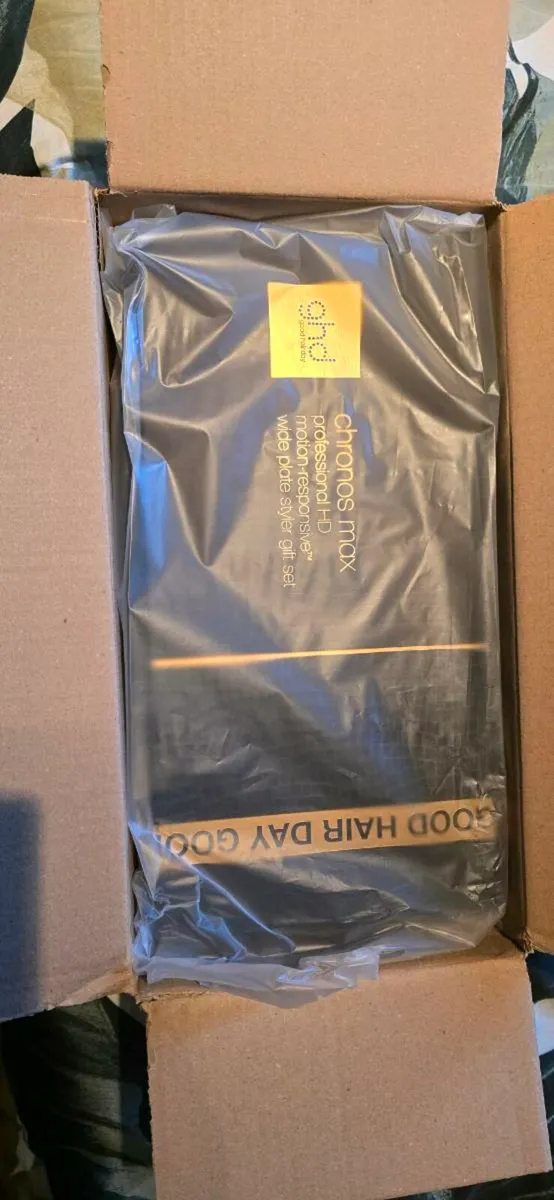 ghd
good hair day
chronos max
professional HD
motion-responsive™
wide plate styler gift set
GOOD HAIR DAY GOO